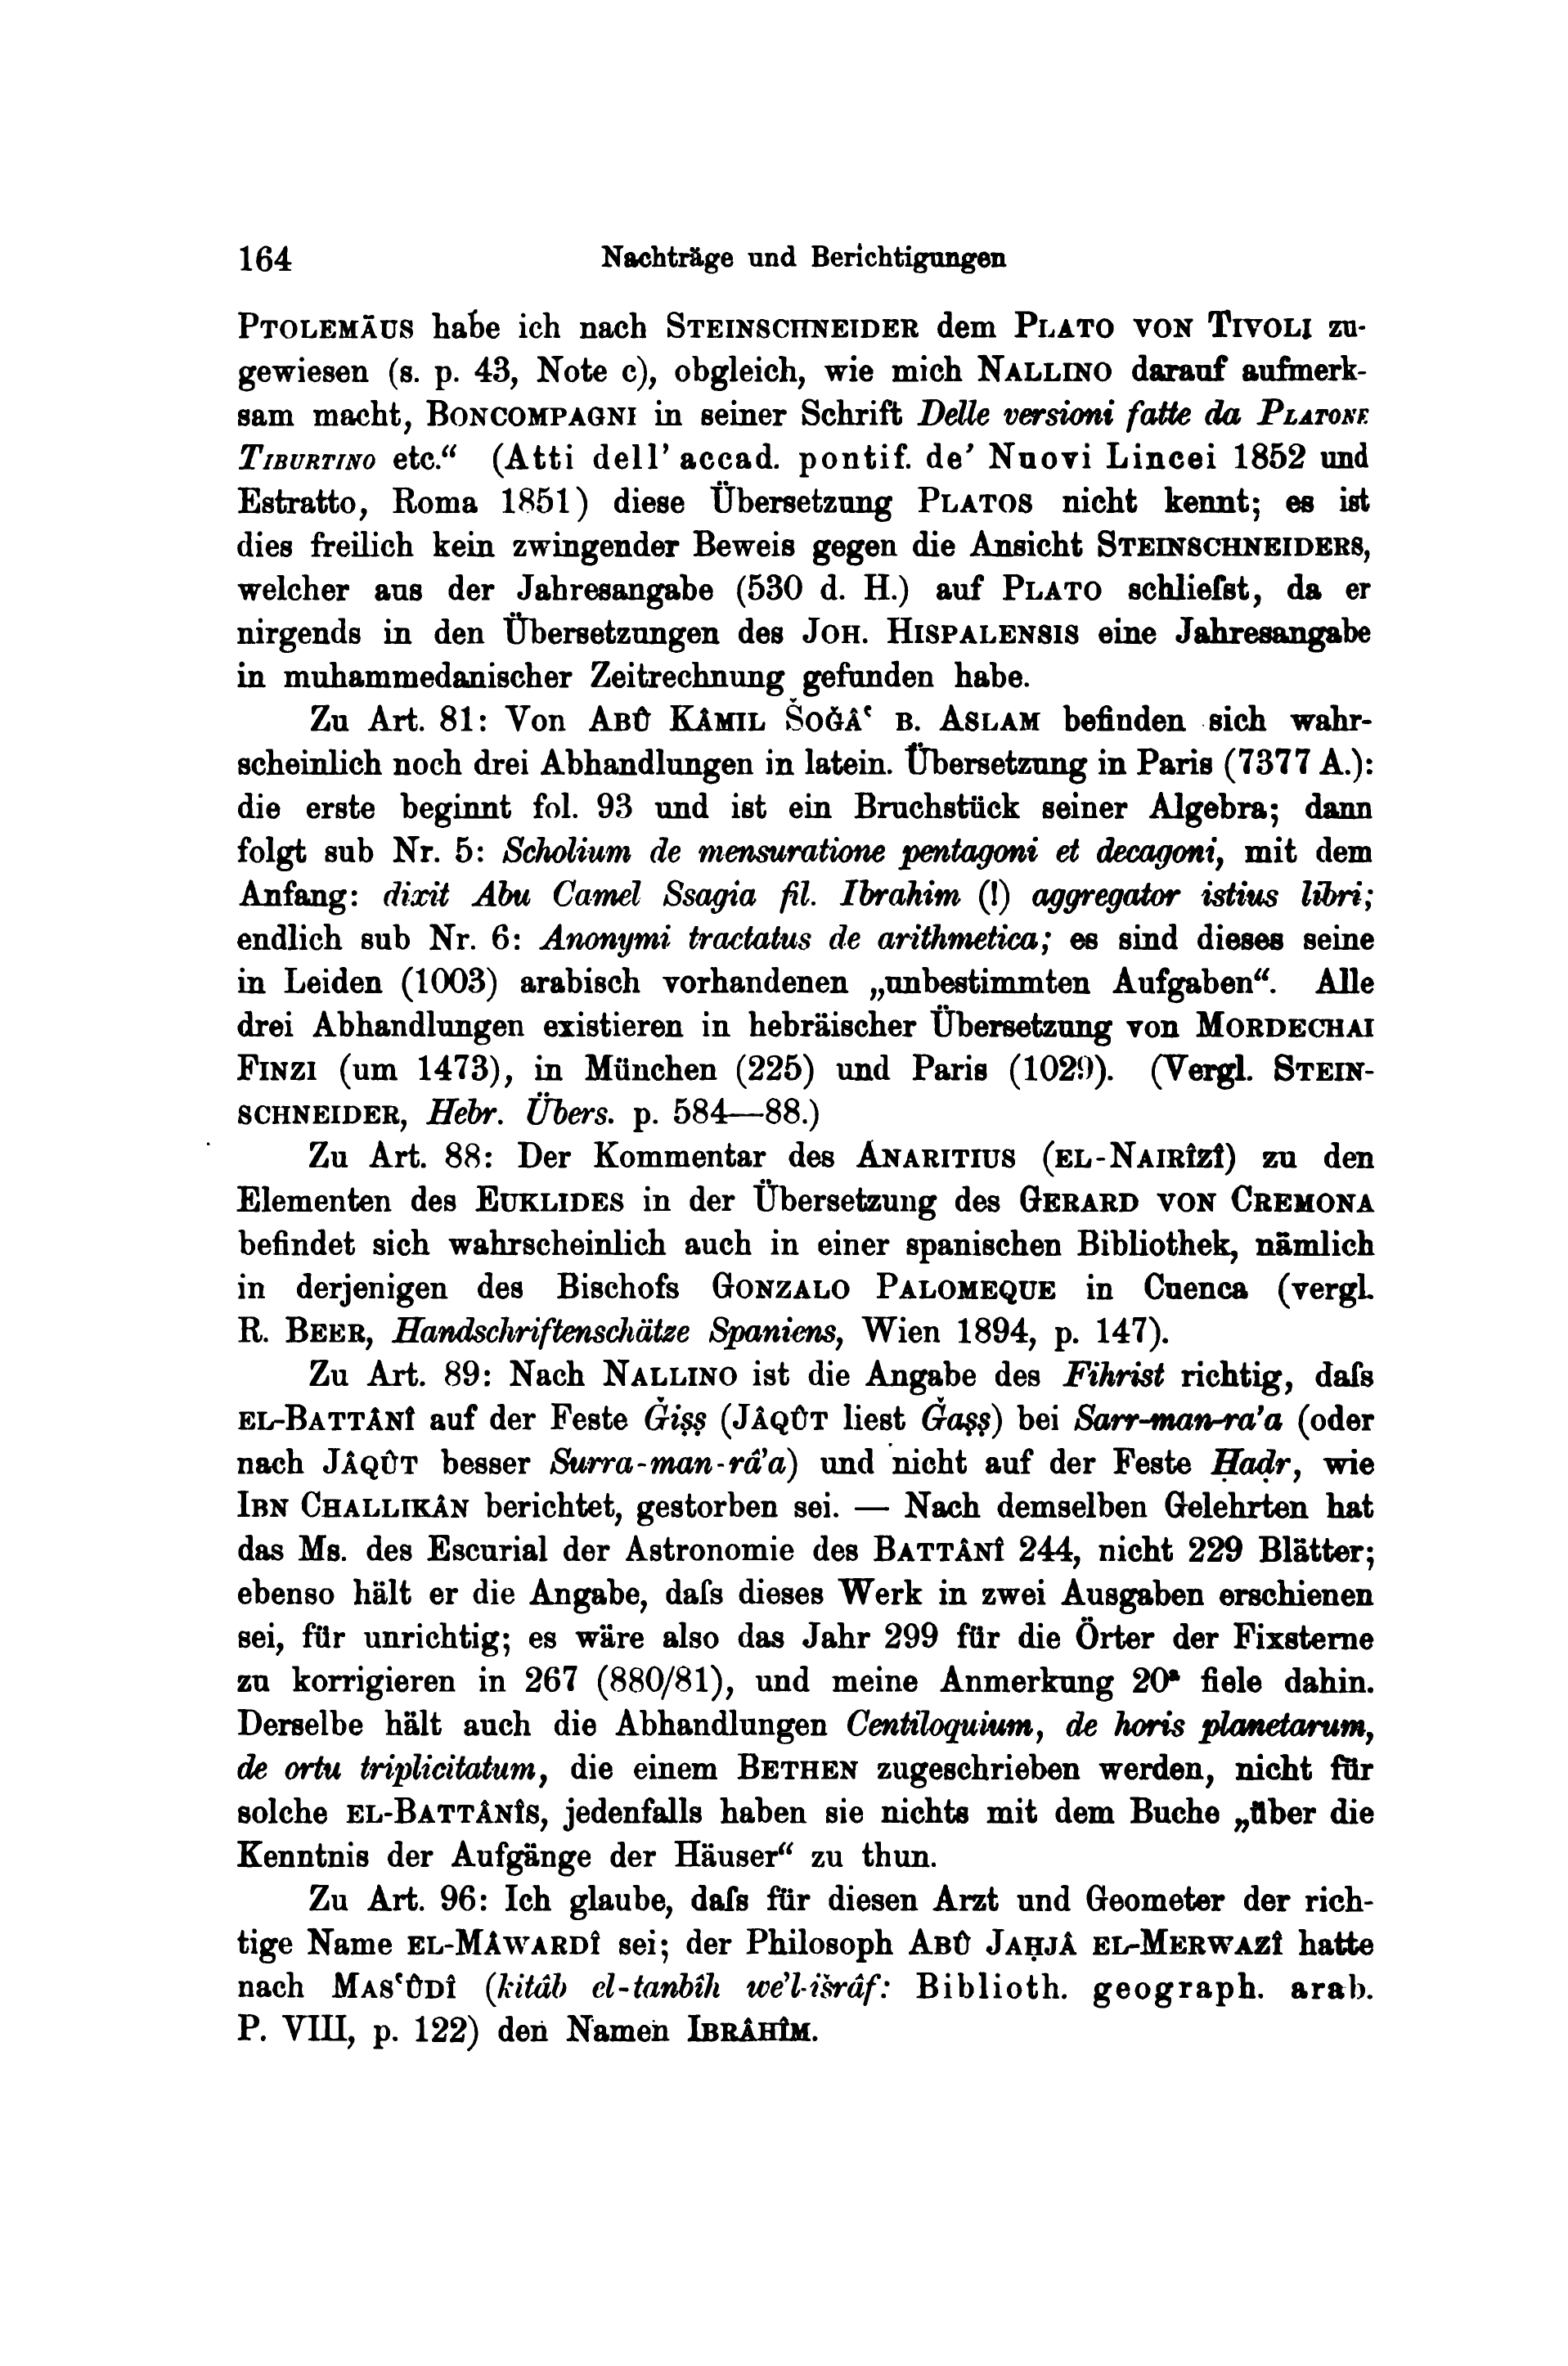 164 Nachträge und Berichtigungen
PTOLEMÄUS habe ich nach STEINSCHNEIDER dem PLATO VON TIVOLI zu-
gewiesen (s. p. 43, Note c), obgleich, wie mich NALLINO darauf aufmerk-
sam macht, BONCOMPAGNI in seiner Schrift Delle versioni fatte da PLATONE
TIBURTINO etc.“ (Atti dell' accad. pontif. de' Nuovi Lincei 1852 und
Estratto, Roma 1851) diese Übersetzung PLATOS nicht kennt; es ist
dies freilich kein zwingender Beweis gegen die Ansicht STEINSCHNEIDERS,
welcher aus der Jahresangabe (530 d. H.) auf PLATO schliefst, da er
nirgends in den Übersetzungen des JOH. HISPALENSIS eine Jahresangabe
in muhammedanischer Zeitrechnung gefunden habe.
Zu Art. 81: Von ABÛ KÂMIL ŠOǦÂʿ B. ASLAM befinden sich wahr-
scheinlich noch drei Abhandlungen in latein. Übersetzung in Paris (7377 A.):
die erste beginnt fol. 93 und ist ein Bruchstück seiner Algebra; dann
folgt sub Nr. 5: Scholium de mensuratione pentagoni et decagoni, mit dem
Anfang: dixit Abu Camel Ssagia fil. Ibrahim (!) aggregator istius libri;
endlich sub Nr. 6: Anonymi tractatus de arithmetica; es sind dieses seine
in Leiden (1003) arabisch vorhandenen „unbestimmten Aufgaben“. Alle
drei Abhandlungen existieren in hebräischer Übersetzung von MORDECHAI
FINZI (um 1473), in München (225) und Paris (1029). (Vergl. STEIN-
SCHNEIDER, Hebr. Übers. p. 584—88.)
Zu Art. 88: Der Kommentar des ANARITIUS (EL-NAIRÎZÎ) zu den
Elementen des EUKLIDES in der Übersetzung des GERARD VON CREMONA
befindet sich wahrscheinlich auch in einer spanischen Bibliothek, nämlich
in derjenigen des Bischofs GONZALO PALOMEQUE in Cuenca (vergl.
R. BEER, Handschriftenschätze Spaniens, Wien 1894, p. 147).
Zu Art. 89: Nach NALLINO ist die Angabe des Fihrist richtig, dafs
EL-BATTÂNÎ auf der Feste Ǧiṣṣ (JÂQÛT liest Ǧaṣṣ) bei Sarr-man-ra'a (oder
nach JÂQÛT besser Surra-man-râ'a) und nicht auf der Feste Ḥaḍr, wie
IBN CHALLIKÂN berichtet, gestorben sei. — Nach demselben Gelehrten hat
das Ms. des Escurial der Astronomie des BATTÂNÎ 244, nicht 229 Blätter;
ebenso hält er die Angabe, dafs dieses Werk in zwei Ausgaben erschienen
sei, für unrichtig; es wäre also das Jahr 299 für die Örter der Fixsterne
zu korrigieren in 267 (880/81), und meine Anmerkung 20ᵃ fiele dahin.
Derselbe hält auch die Abhandlungen Centiloquium, de horis planetarum,
de ortu triplicitatum, die einem BETHEN zugeschrieben werden, nicht für
solche EL-BATTÂNÎS, jedenfalls haben sie nichts mit dem Buche „über die
Kenntnis der Aufgänge der Häuser“ zu thun.
Zu Art. 96: Ich glaube, dafs für diesen Arzt und Geometer der rich-
tige Name EL-MÂWARDÎ sei; der Philosoph ABÛ JAḤJÂ EL-MERWAZÎ hatte
nach MASʿÛDÎ (kitâb el-tanbîh we'l-išrâf: Biblioth. geograph. arab.
P. VIII, p. 122) den Namen IBRÂHÎM.